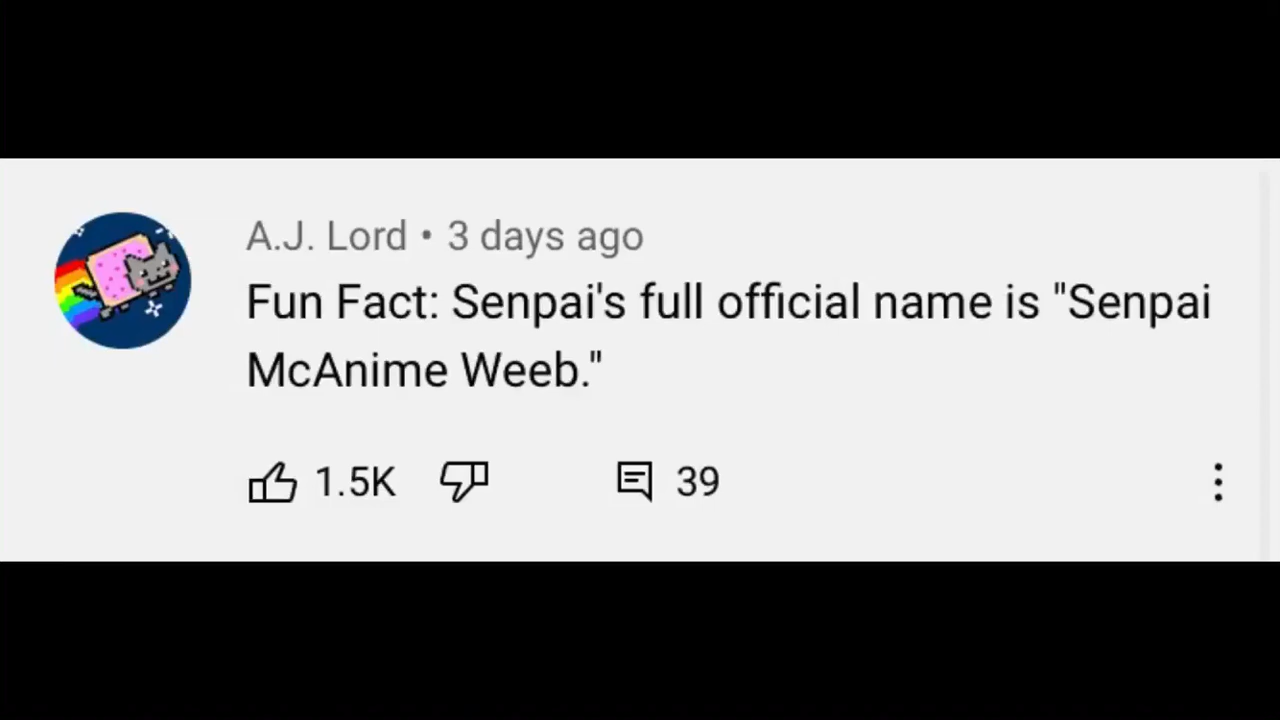 A.J. Lord • 3 days ago
Fun Fact: Senpai's full official name is "Senpai
McAnime Weeb."
1.5K 39